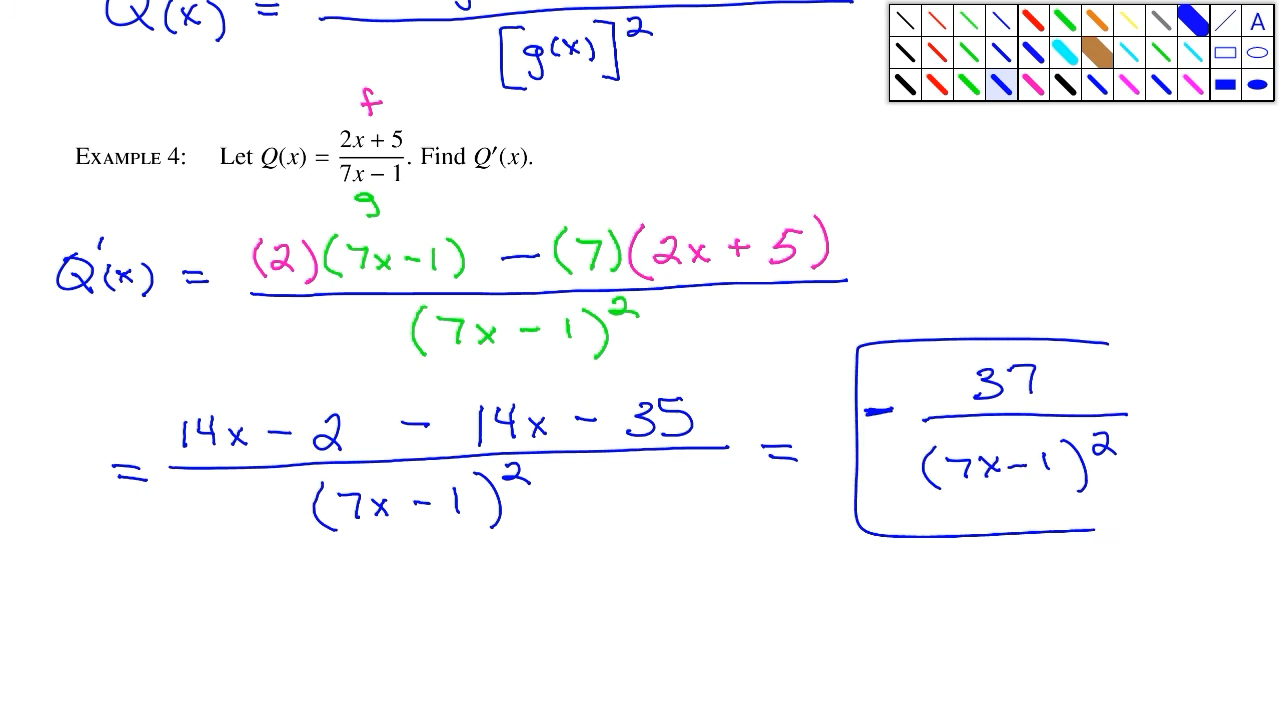 Q(x) =
[g(x)]²
f
EXAMPLE 4: Let Q(x) = (2x + 5)/(7x − 1). Find Q′(x).
g
Q'(x) = ((2)(7x−1) − (7)(2x + 5))/(7x − 1)²
= (14x − 2 − 14x − 35)/(7x − 1)² = − 37/(7x−1)²
A